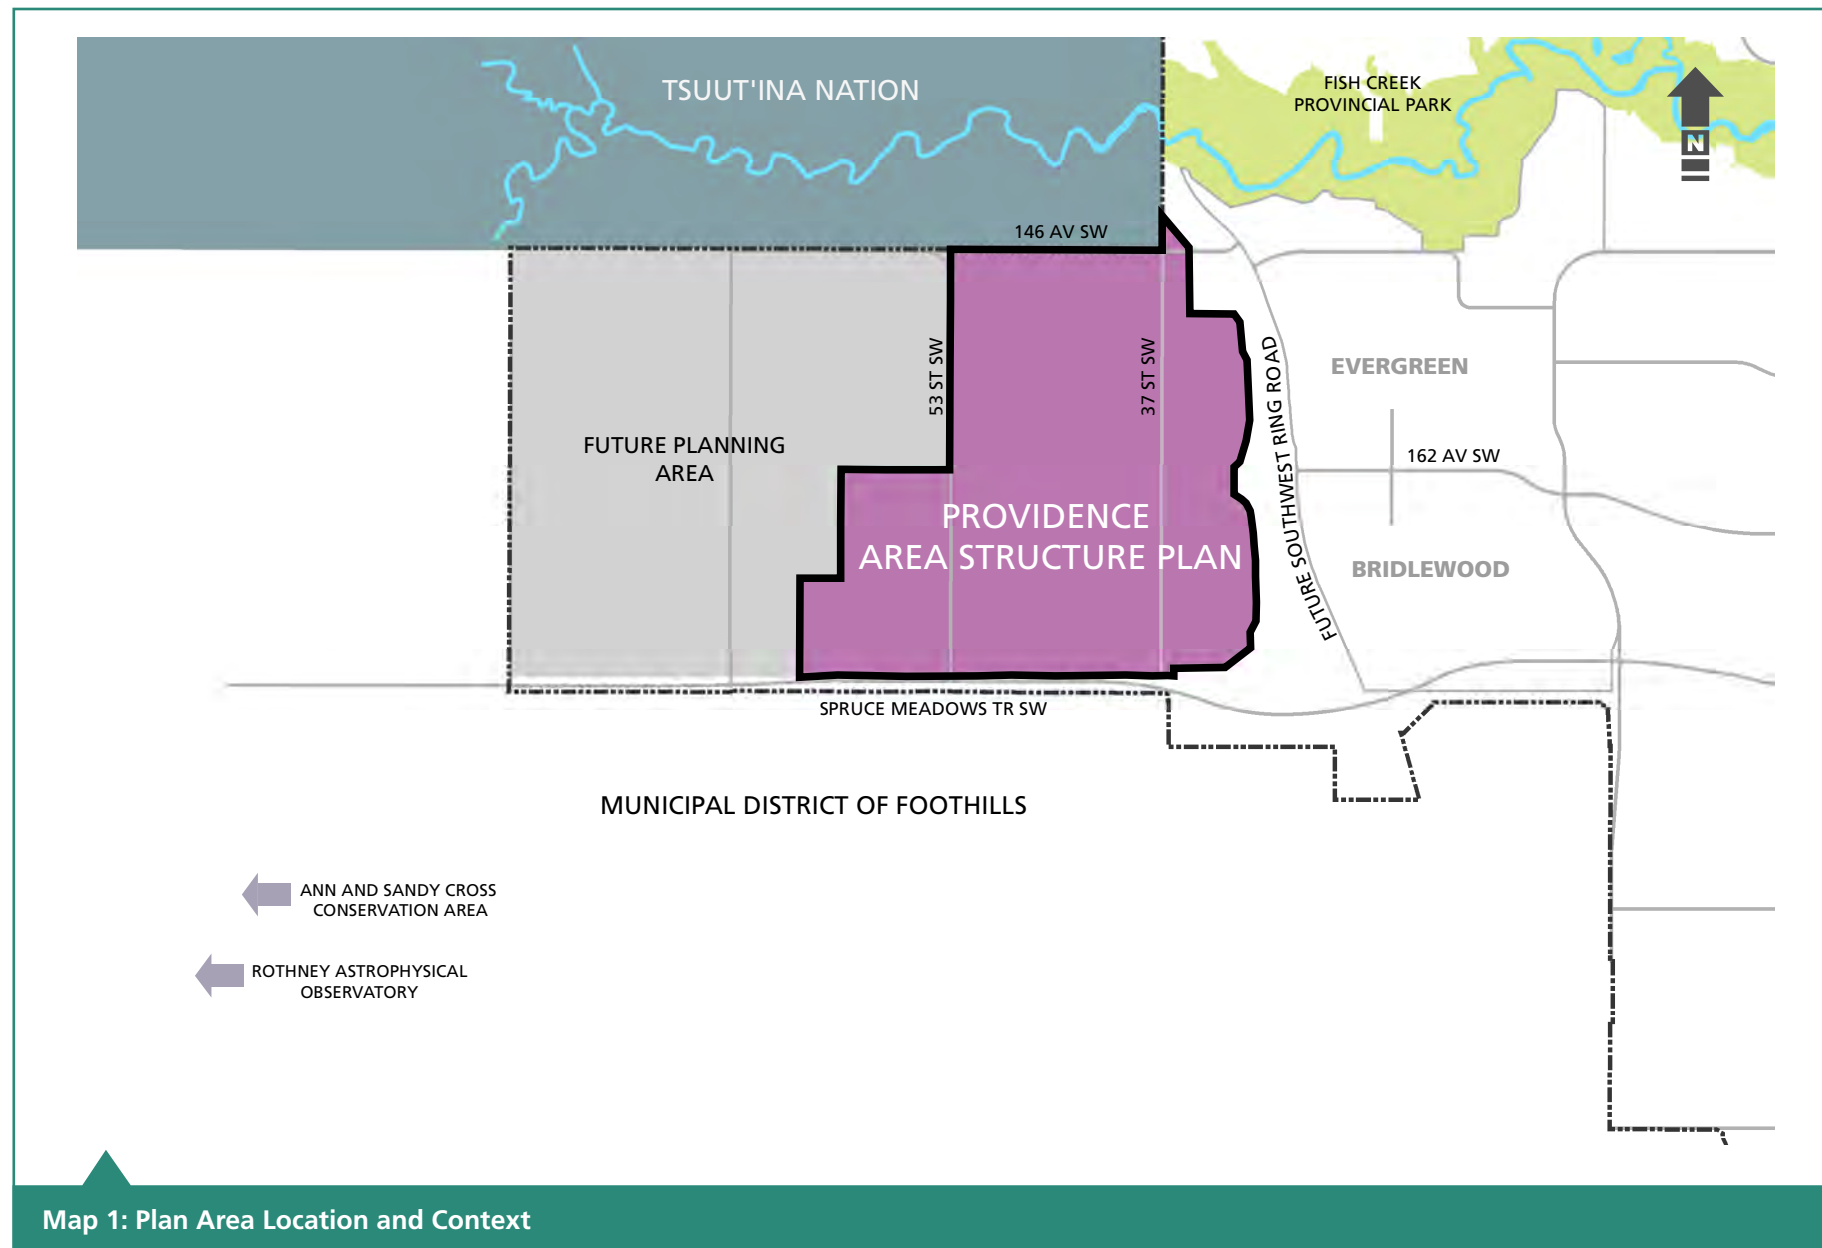 TSUUT'INA NATION
FISH CREEK
PROVINCIAL PARK
N
146 AV SW
53 ST SW
37 ST SW
FUTURE SOUTHWEST RING ROAD
EVERGREEN
FUTURE PLANNING
AREA
162 AV SW
PROVIDENCE
AREA STRUCTURE PLAN
BRIDLEWOOD
SPRUCE MEADOWS TR SW
MUNICIPAL DISTRICT OF FOOTHILLS
ANN AND SANDY CROSS
CONSERVATION AREA
ROTHNEY ASTROPHYSICAL
OBSERVATORY
Map 1: Plan Area Location and Context